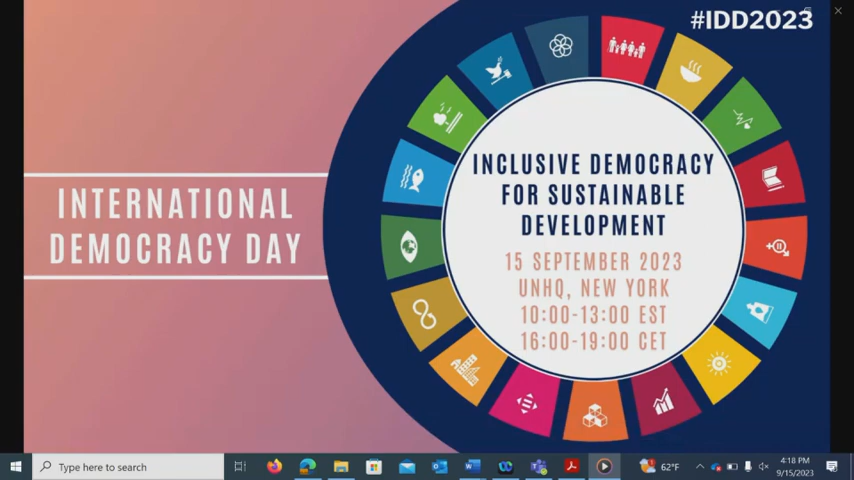 #IDD2023
INTERNATIONAL
DEMOCRACY DAY
INCLUSIVE DEMOCRACY
FOR SUSTAINABLE
DEVELOPMENT
15 SEPTEMBER 2023
UNHQ, NEW YORK
10:00-13:00 EST
16:00-19:00 CET
Type here to search
62°F
4:18 PM
9/15/2023